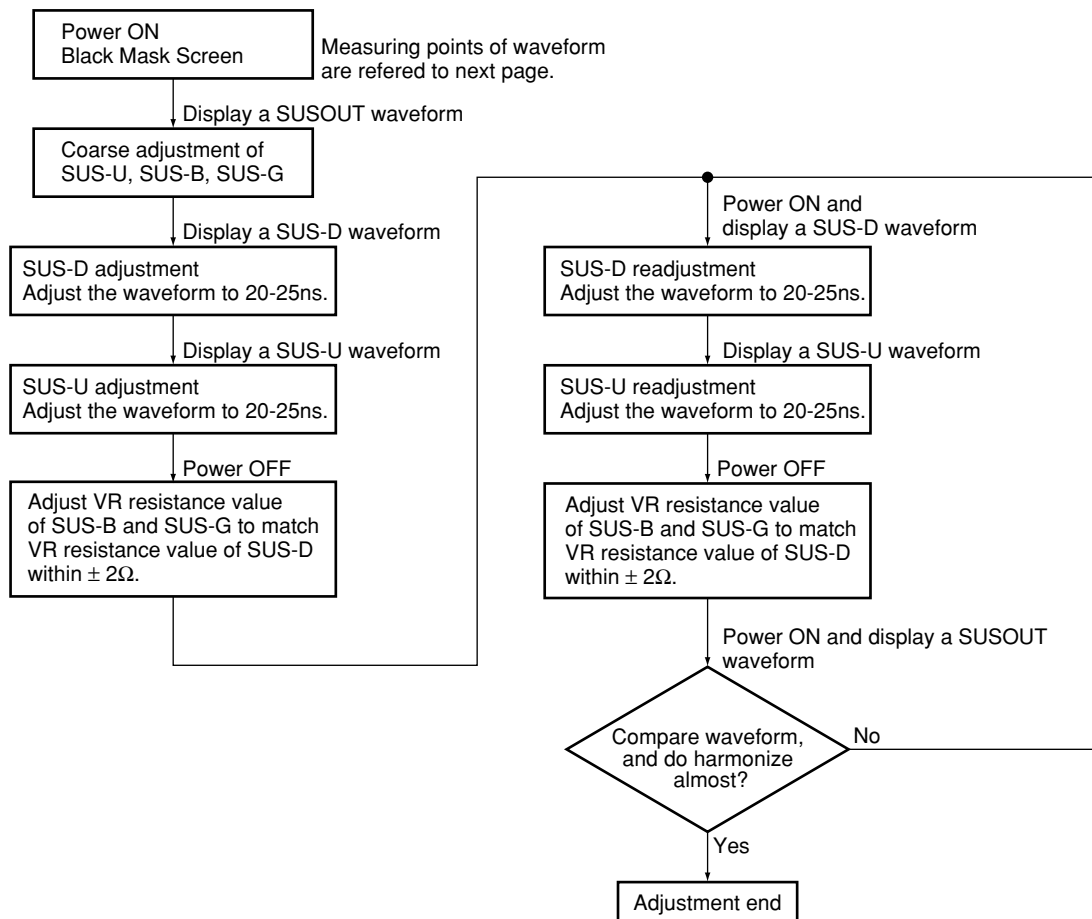 Power ON
Black Mask Screen
Measuring points of waveform
are refered to next page.
Display a SUSOUT waveform
Coarse adjustment of
SUS-U, SUS-B, SUS-G
Display a SUS-D waveform
SUS-D adjustment
Adjust the waveform to 20-25ns.
Display a SUS-U waveform
SUS-U adjustment
Adjust the waveform to 20-25ns.
Power OFF
Adjust VR resistance value
of SUS-B and SUS-G to match
VR resistance value of SUS-D
within ± 2Ω.
Power ON and
display a SUS-D waveform
SUS-D readjustment
Adjust the waveform to 20-25ns.
Display a SUS-U waveform
SUS-U readjustment
Adjust the waveform to 20-25ns.
Power OFF
Adjust VR resistance value
of SUS-B and SUS-G to match
VR resistance value of SUS-D
within ± 2Ω.
Power ON and display a SUSOUT
waveform
Compare waveform,
and do harmonize
almost?
No
Yes
Adjustment end